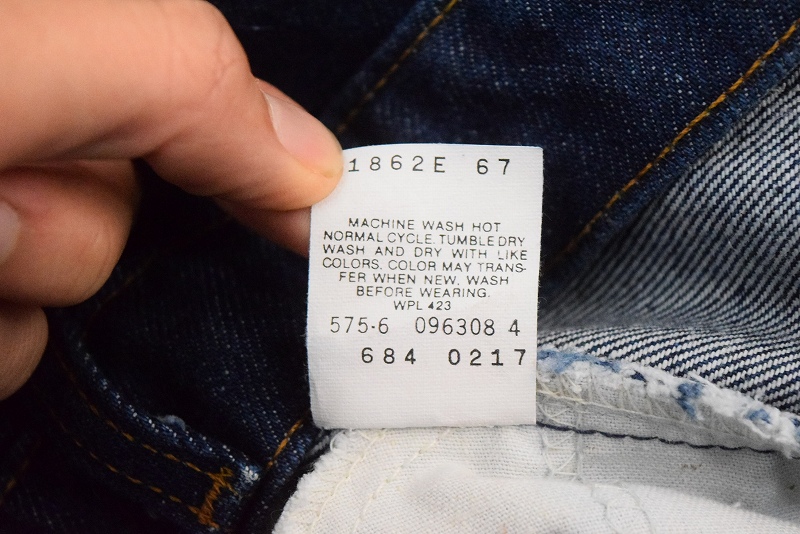 1862E 67
MACHINE WASH HOT
NORMAL CYCLE. TUMBLE DRY
WASH AND DRY WITH LIKE
COLORS. COLOR MAY TRANS-
FER WHEN NEW, WASH
BEFORE WEARING.
WPL 423
575-6 096308 4
684 0217